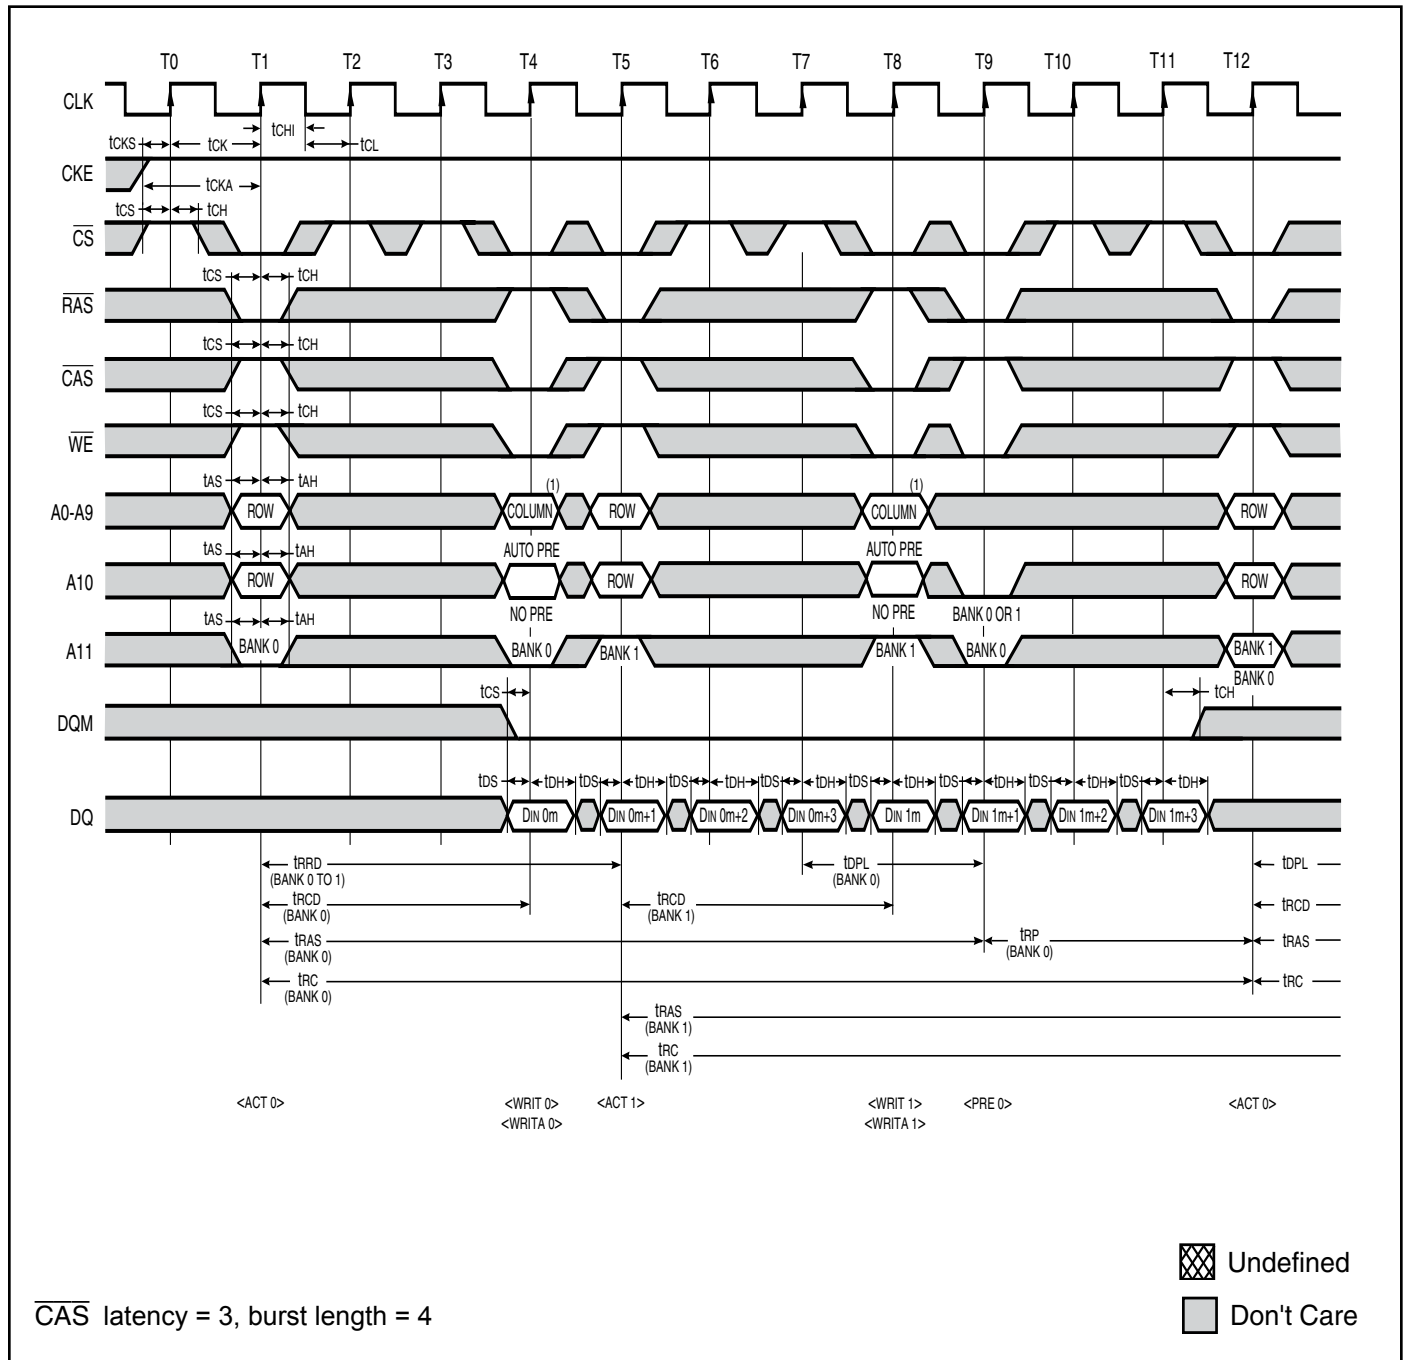 T0 T1 T2 T3 T4 T5 T6 T7 T8 T9 T10 T11 T12
CLK
tCHI
tCKS tCK tCL
CKE
tCKA
tCS tCH
CS
tCS tCH
RAS
tCS tCH
CAS
tCS tCH
WE
tAS tAH (1) (1)
A0-A9 ROW COLUMN ROW COLUMN ROW
tAS tAH AUTO PRE AUTO PRE
A10 ROW ROW ROW
NO PRE NO PRE BANK 0 OR 1
tAS tAH
A11 BANK 0 BANK 0 BANK 1 BANK 1 BANK 0 BANK 1
BANK 0
tCS tCH
DQM
tDS tDH tDS tDH tDS tDH tDS tDH tDS tDH tDS tDH tDS tDH tDS tDH
DQ DIN 0m DIN 0m+1 DIN 0m+2 DIN 0m+3 DIN 1m DIN 1m+1 DIN 1m+2 DIN 1m+3
tRRD tDPL tDPL
(BANK 0 TO 1) (BANK 0)
tRCD tRCD tRCD
(BANK 0) (BANK 1)
tRAS tRP tRAS
(BANK 0) (BANK 0)
tRC tRC
(BANK 0)
tRAS
(BANK 1)
tRC
(BANK 1)
<ACT 0> <WRIT 0> <ACT 1> <WRIT 1> <PRE 0> <ACT 0>
<WRITA 0> <WRITA 1>
Undefined
CAS latency = 3, burst length = 4 Don't Care